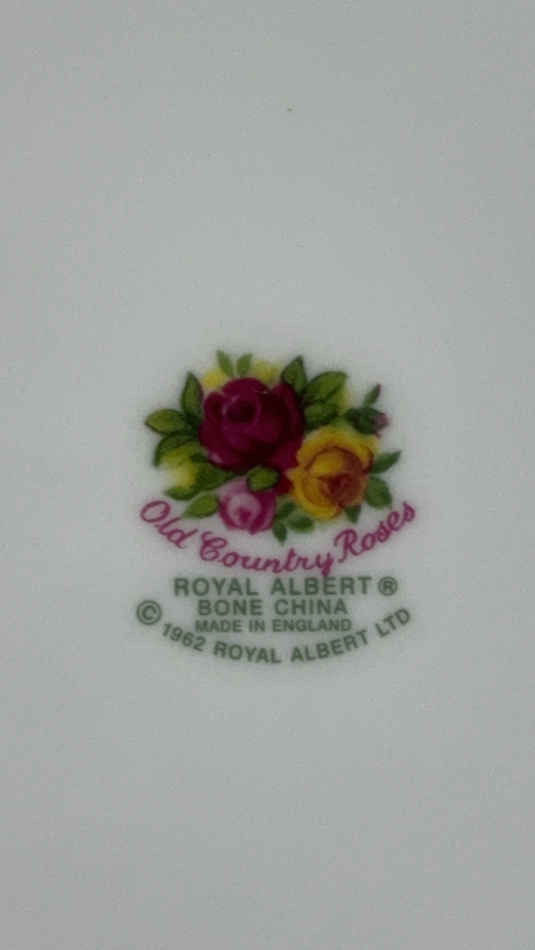 Old Country Roses
ROYAL ALBERT®
BONE CHINA
MADE IN ENGLAND
© 1962 ROYAL ALBERT LTD